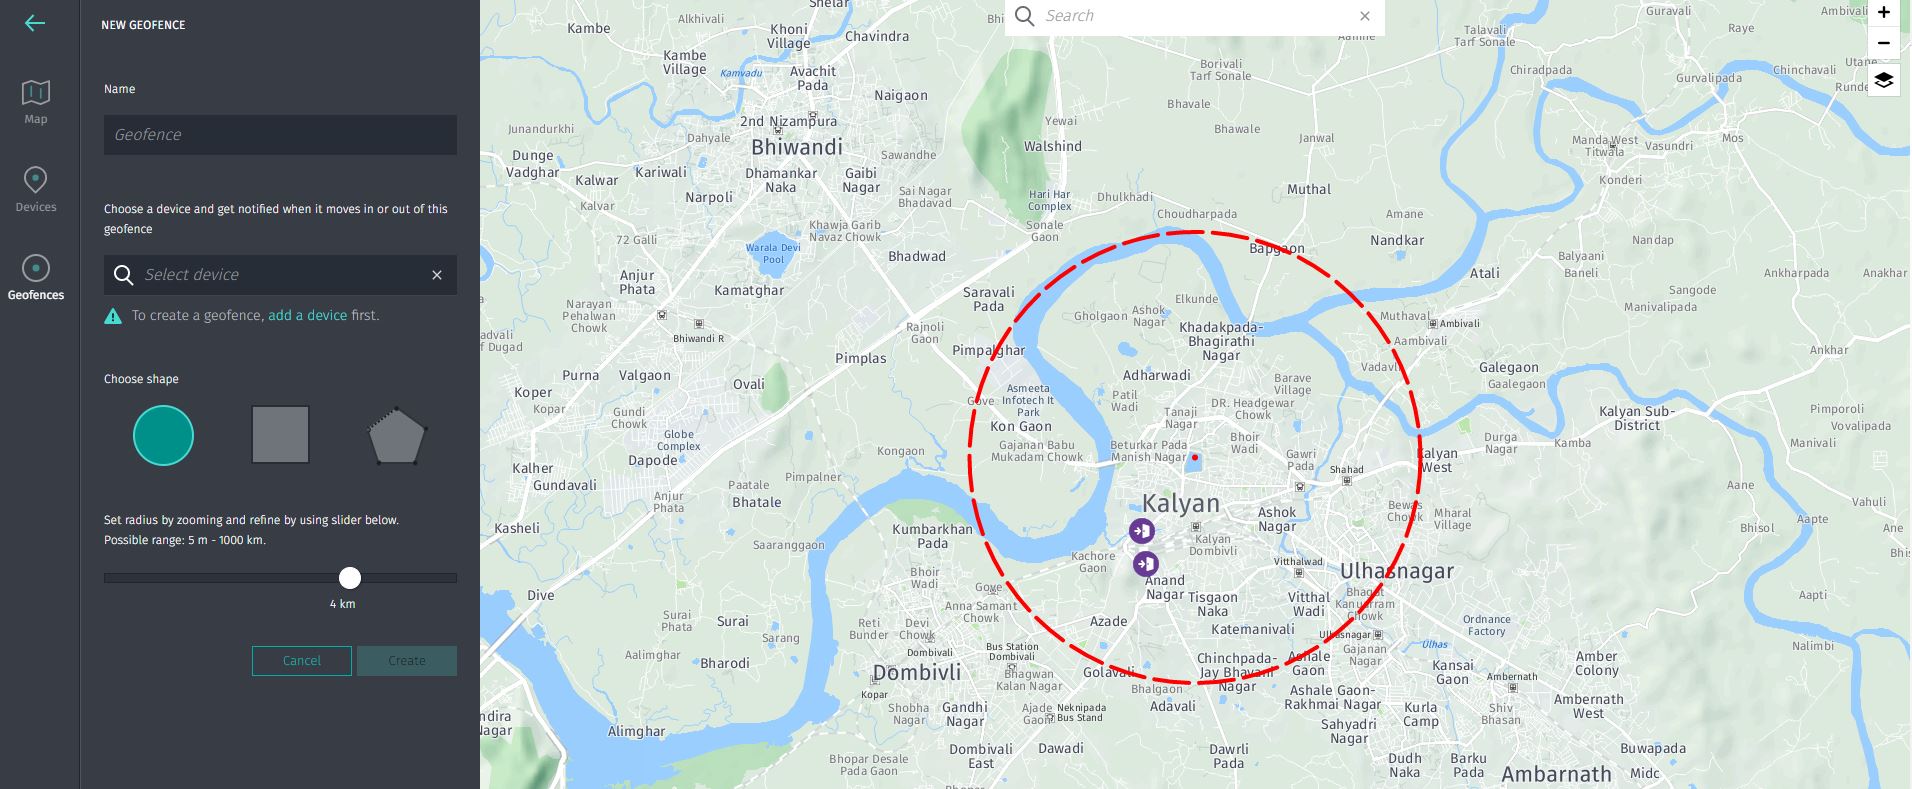 NEW GEOFENCE
Map
Devices
Geofences
Name
Geofence
Choose a device and get notified when it moves in or out of this
geofence
Select device
To create a geofence, add a device first.
Choose shape
Set radius by zooming and refine by using slider below.
Possible range: 5 m - 1000 km.
4 km
Cancel
Create
Search
Kambe
Alkhivali
Shelar
Khoni
Village
Chavindra
Kambe
Village
Kamvadu
Avachit
Pada
Naigaon
2nd Nizampura
Junandurkhi
Dahyale
Bhiwandi
Dunge
Vadghar
Kariwali
Kalwar
Dhamankar
Naka
Gaibi
Nagar
Sawandhe
Narpoli
Kalvar
Sai Nagar
Bhadavad
72 Galli
Khawja Garib
Navaz Chowk
Warala Devi
Pool
Bhadwad
Anjur
Phata
Kamatghar
Narayan
Pehalwan
Chowk
Bhiwandi R
Rajnoli
Gaon
Saravali
Pada
Pimpalghar
Pimplas
advali
f Dugad
Purna
Valgaon
Ovali
Koper
Kopar
Gundi
Chowk
Globe
Complex
Dapode
Kalher
Gundavali
Anjur
Phata
Paatale
Bhatale
Pimpalner
Kongaon
Kasheli
Saaranggaon
Kumbarkhan
Pada
Dive
Surai
Phata
Surai
Sarang
Aalimghar
Bharodi
Reti
Bunder
Devi
Chowk
Bhoir
Wadi
Gove
Anna Samant
Chowk
Dombivali
Bus Station
Dombivali
Dombivli
Kopar
Bhagwan
Kalan Nagar
Shobha
Nagar
Gandhi
Nagar
Ajade
Gaon
Neknipada
Bus Stand
ndira
Nagar
Alimghar
Bhopar Desale
Pada Gaon
Dombivali
East
Dawadi
Bhoper
Yewai
Walshind
Hari Har
Complex
Sonale
Gaon
Dhulkhadi
Choudharpada
Borivali
Tarf Sonale
Bhavale
Bhawale
Janwal
Muthal
Amane
Nandkar
Bapgaon
Talavali
Tarf Sonale
Chiradpada
Guravali
Raye
Ambivali
Gurvalipada
Chinchavali
Utane
Runde
Manda West
Titwala
Vasundri
Mos
Konderi
Nandap
Byalyaani
Baneli
Ankharpada
Anakhar
Atali
Sangode
Manivalipada
Muthaval
Ambivali
Aambivali
Vadavli
Galegaon
Gaalegaon
Ankhar
Kalyan Sub-
District
Pimporoli
Vovalipada
Manivali
Durga
Nagar
Kamba
Kalyan
West
Elkunde
Gholgaon
Ashok
Nagar
Khadakpada-
Bhagirathi
Nagar
Adharwadi
Patil
Wadi
Barave
Village
DR. Headgewar
Chowk
Tanaji
Nagar
Asmeeta
Infotech It
Park
Gove
Kon Gaon
Gajanan Babu
Mukadam Chowk
Beturkar Pada
Manish Nagar
Bhoir
Wadi
Gawri
Pada
Shahad
Kalyan
Ashok
Nagar
Bewas
Chowk
Mharal
Village
Aane
Vahuli
Bhisol
Aapte
Ane
Bhis
Kalyan
Dombivli
Kachore
Gaon
Anand
Nagar
Vitthalwad
Ulhasnagar
Tisgaon
Naka
Vitthal
Wadi
Bhagat
Kanuarram
Chowk
Azade
Katemanivali
Ulhasnagar
Ulhas
Ordnance
Factory
Aapti
Nalimbi
Golavali
Chinchpada-
Jay Bhavani
Nagar
Ashale
Gaon
Gajanan
Nagar
Kansai
Gaon
Amber
Colony
Bhalgaon
Adavali
Ashale Gaon-
Rakhmai Nagar
Ambernath
Kurla
Camp
Shiv
Bhasan
Ambernath
West
Sahyadri
Nagar
Dawrli
Pada
Dudh
Naka
Barku
Pada
Buwapada
Ambarnath
Midc